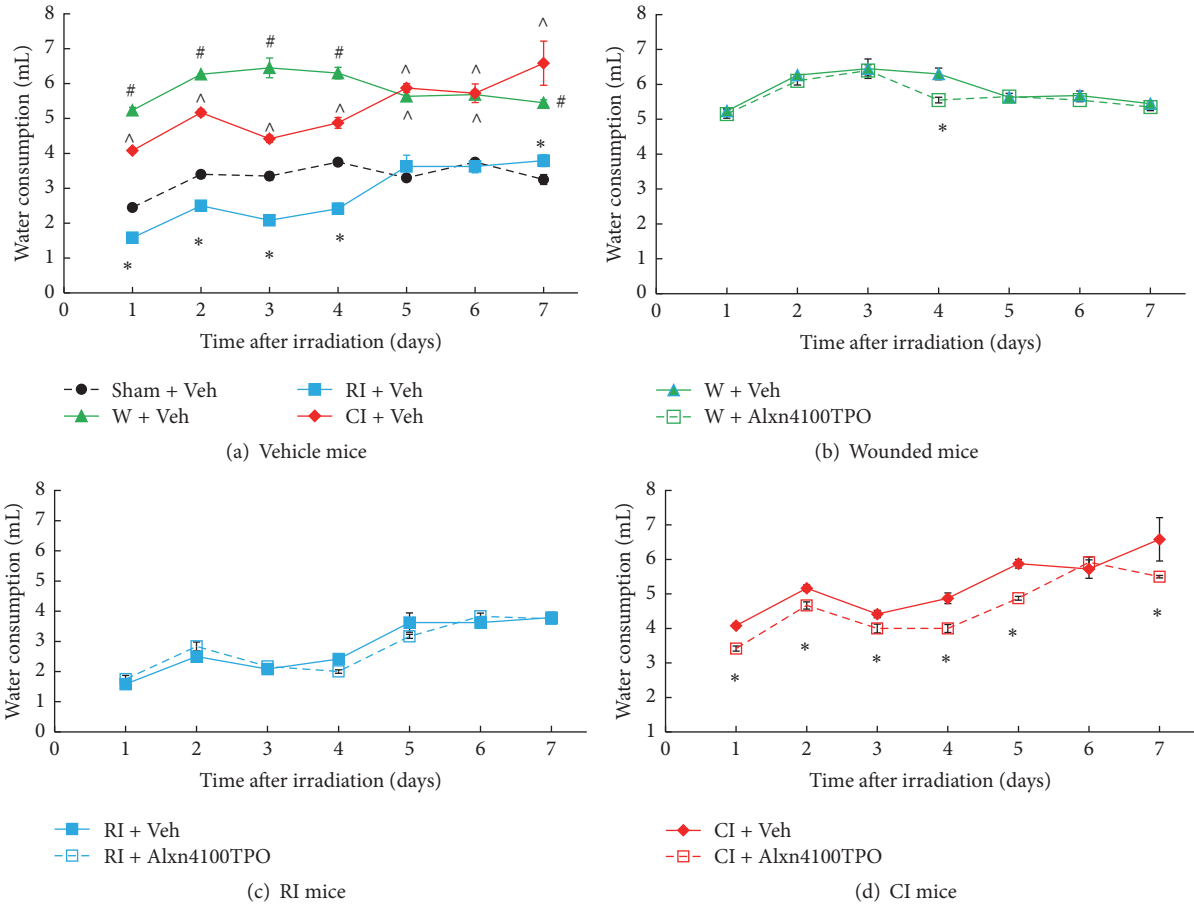 8
7
6
5
4
3
2
1
0
Water consumption (mL)
# # # # #
^ ^ ^ ^ ^ ^ ^ ^ ^
* * * * *
0 1 2 3 4 5 6 7
Time after irradiation (days)
Sham + Veh RI + Veh
W + Veh CI + Veh
(a) Vehicle mice
8
7
6
5
4
3
2
1
0
Water consumption (mL)
*
0 1 2 3 4 5 6 7
Time after irradiation (days)
W + Veh
W + Alxn4100TPO
(b) Wounded mice
8
7
6
5
4
3
2
1
0
Water consumption (mL)
0 1 2 3 4 5 6 7
Time after irradiation (days)
RI + Veh
RI + Alxn4100TPO
(c) RI mice
8
7
6
5
4
3
2
1
Water consumption (mL)
* * * * * *
0 1 2 3 4 5 6 7
Time after irradiation (days)
CI + Veh
CI + Alxn4100TPO
(d) CI mice